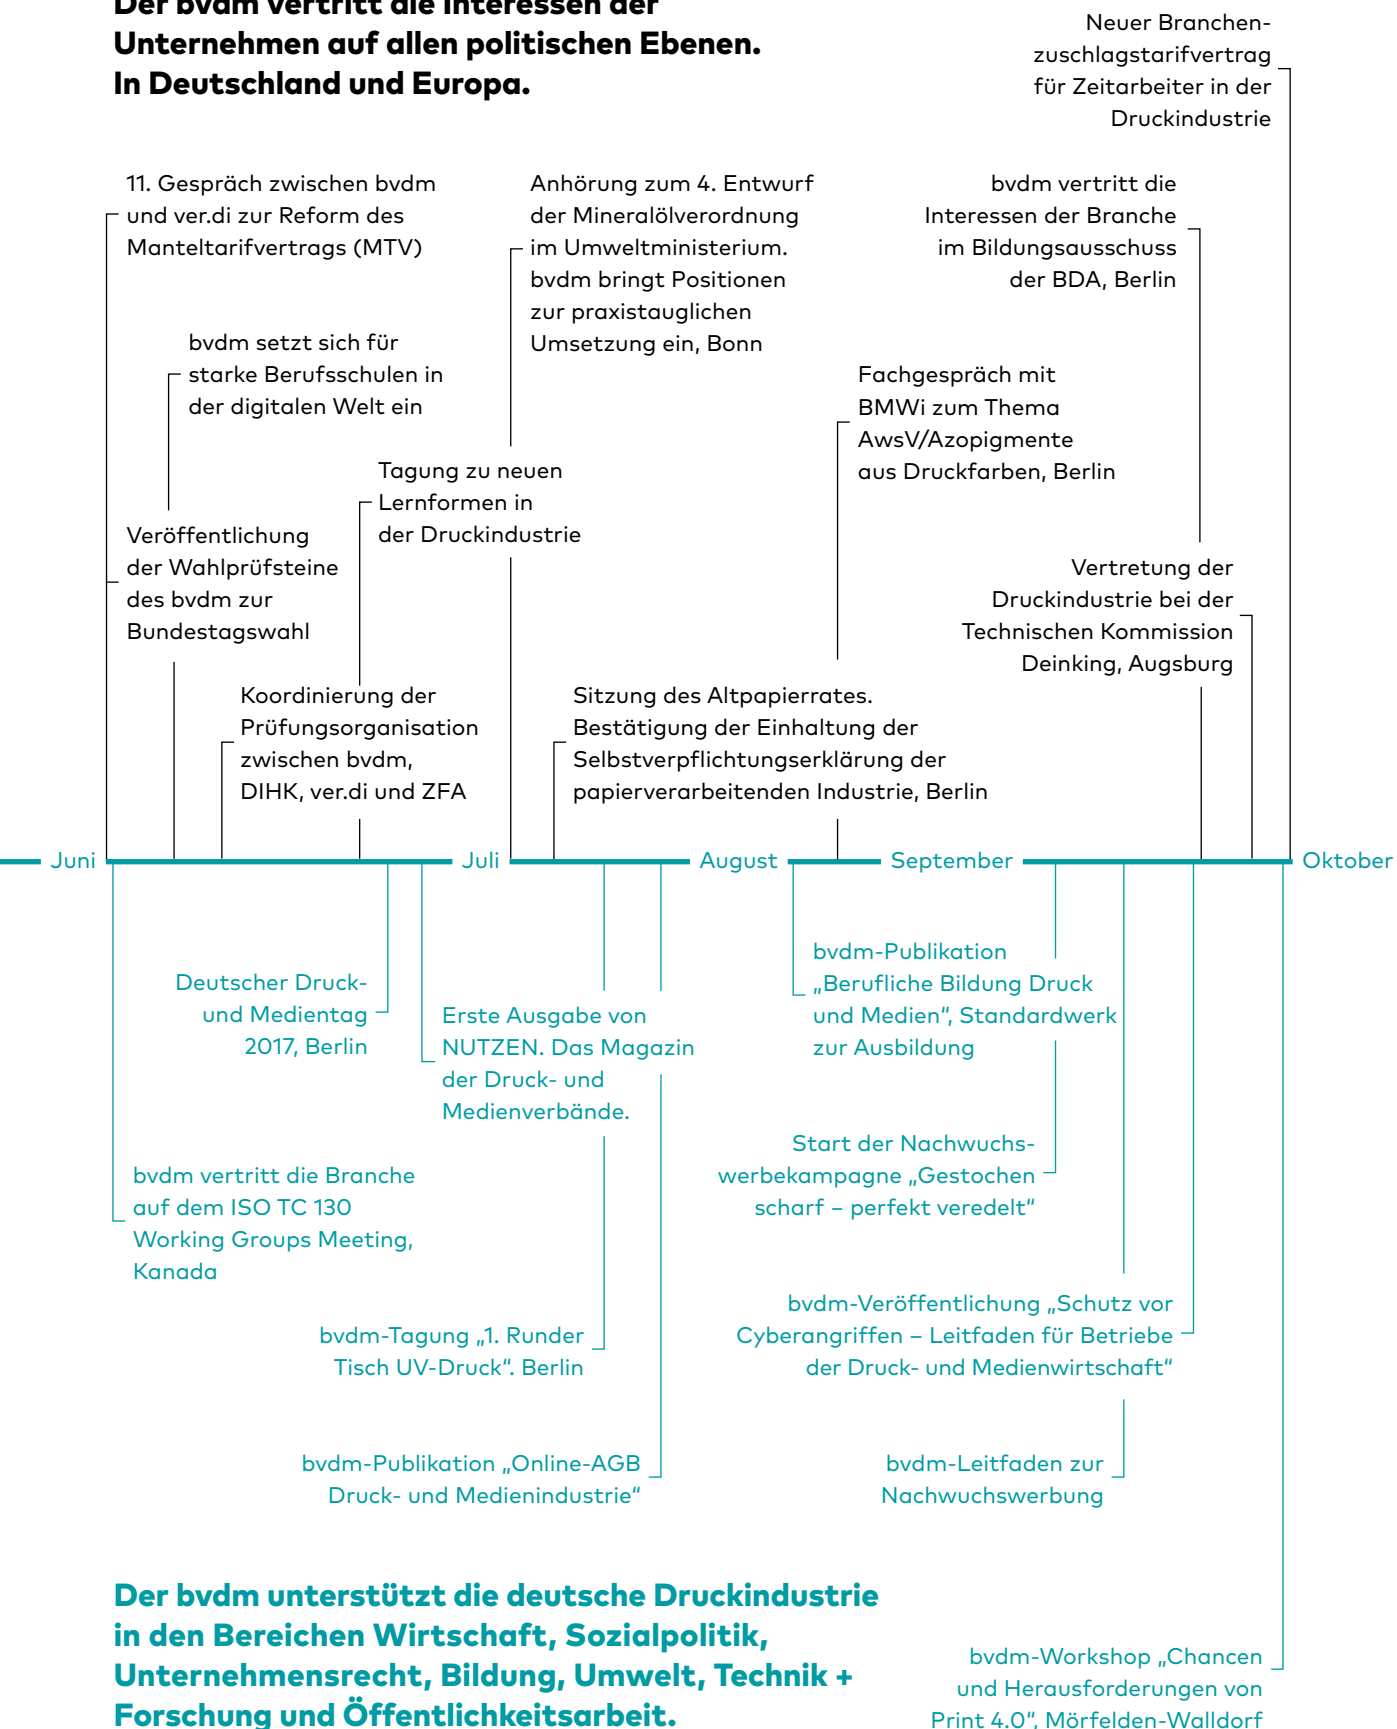 Der bvdm vertritt die Interessen der
Unternehmen auf allen politischen Ebenen.
In Deutschland und Europa.
Neuer Branchen-
zuschlagstarifvertrag
für Zeitarbeiter in der
Druckindustrie
11. Gespräch zwischen bvdm
und ver.di zur Reform des
Manteltarifvertrags (MTV)
Anhörung zum 4. Entwurf
der Mineralölverordnung
im Umweltministerium.
bvdm bringt Positionen
zur praxistauglichen
Umsetzung ein, Bonn
bvdm vertritt die
Interessen der Branche
im Bildungsausschuss
der BDA, Berlin
bvdm setzt sich für
starke Berufsschulen in
der digitalen Welt ein
Fachgespräch mit
BMWi zum Thema
AwsV/Azopigmente
aus Druckfarben, Berlin
Tagung zu neuen
Lernformen in
der Druckindustrie
Veröffentlichung
der Wahlprüfsteine
des bvdm zur
Bundestagswahl
Vertretung der
Druckindustrie bei der
Technischen Kommission
Deinking, Augsburg
Koordinierung der
Prüfungsorganisation
zwischen bvdm,
DIHK, ver.di und ZFA
Sitzung des Altpapierrates.
Bestätigung der Einhaltung der
Selbstverpflichtungserklärung der
papierverarbeitenden Industrie, Berlin
Juni Juli August September Oktober
bvdm-Publikation
„Berufliche Bildung Druck
und Medien“, Standardwerk
zur Ausbildung
Deutscher Druck-
und Medientag
2017, Berlin
Erste Ausgabe von
NUTZEN. Das Magazin
der Druck- und
Medienverbände.
Start der Nachwuchs-
werbekampagne „Gestochen
scharf – perfekt veredelt“
bvdm vertritt die Branche
auf dem ISO TC 130
Working Groups Meeting,
Kanada
bvdm-Veröffentlichung „Schutz vor
Cyberangriffen – Leitfaden für Betriebe
der Druck- und Medienwirtschaft“
bvdm-Tagung „1. Runder
Tisch UV-Druck“. Berlin
bvdm-Publikation „Online-AGB
Druck- und Medienindustrie“
bvdm-Leitfaden zur
Nachwuchswerbung
Der bvdm unterstützt die deutsche Druckindustrie
in den Bereichen Wirtschaft, Sozialpolitik,
Unternehmensrecht, Bildung, Umwelt, Technik +
Forschung und Öffentlichkeitsarbeit.
bvdm-Workshop „Chancen
und Herausforderungen von
Print 4.0“, Mörfelden-Walldorf